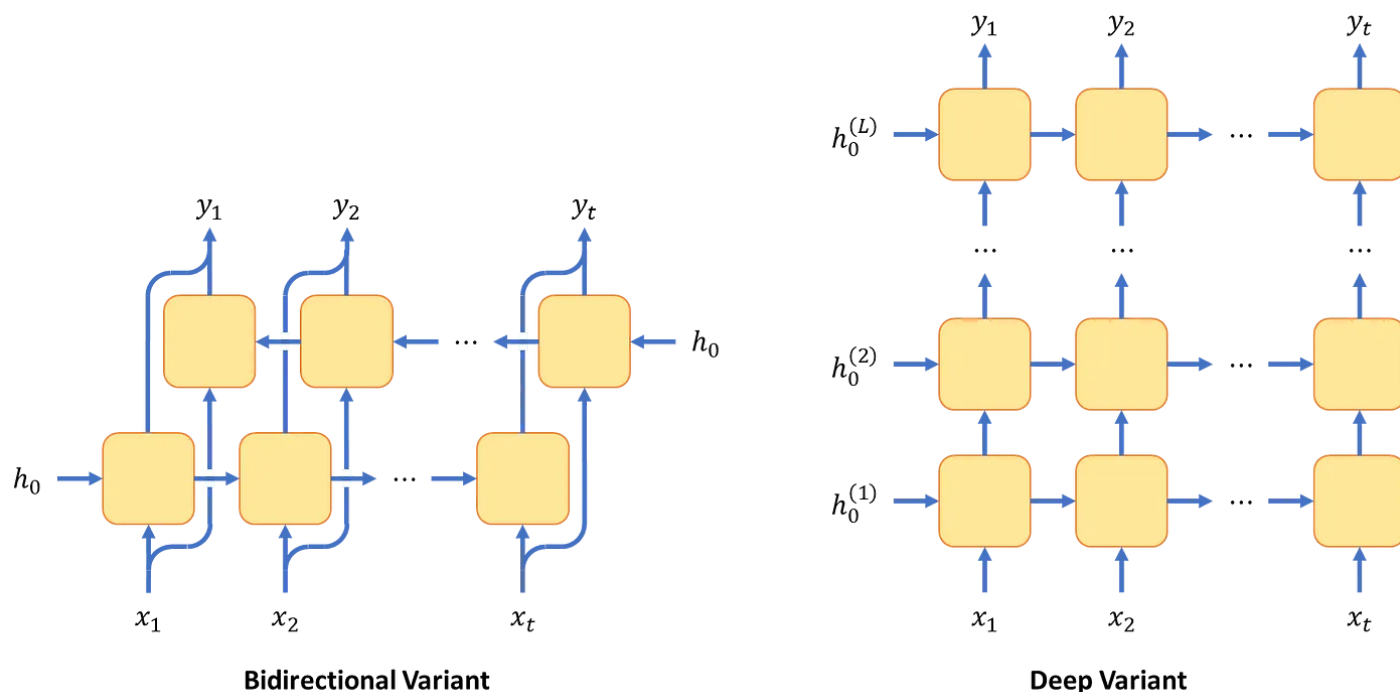 y₁ y₂ yₜ
h₀
h₀
...
...
x₁ x₂ xₜ
Bidirectional Variant
y₁ y₂ yₜ
h₀⁽ᴸ⁾ ...
... ... ...
h₀⁽²⁾ ...
h₀⁽¹⁾ ...
x₁ x₂ xₜ
Deep Variant